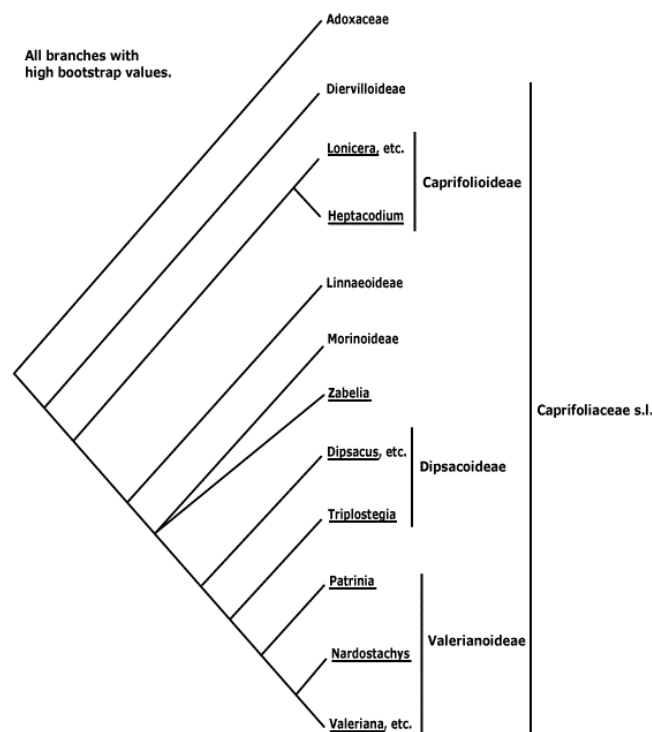 Adoxaceae
All branches with
high bootstrap values.
Diervilloideae
Lonicera, etc.
Caprifolioideae
Heptacodium
Linnaeoideae
Morinoideae
Zabelia
Caprifoliaceae s.l.
Dipsacus, etc.
Dipsacoideae
Triplostegia
Patrinia
Valerianoideae
Nardostachys
Valeriana, etc.